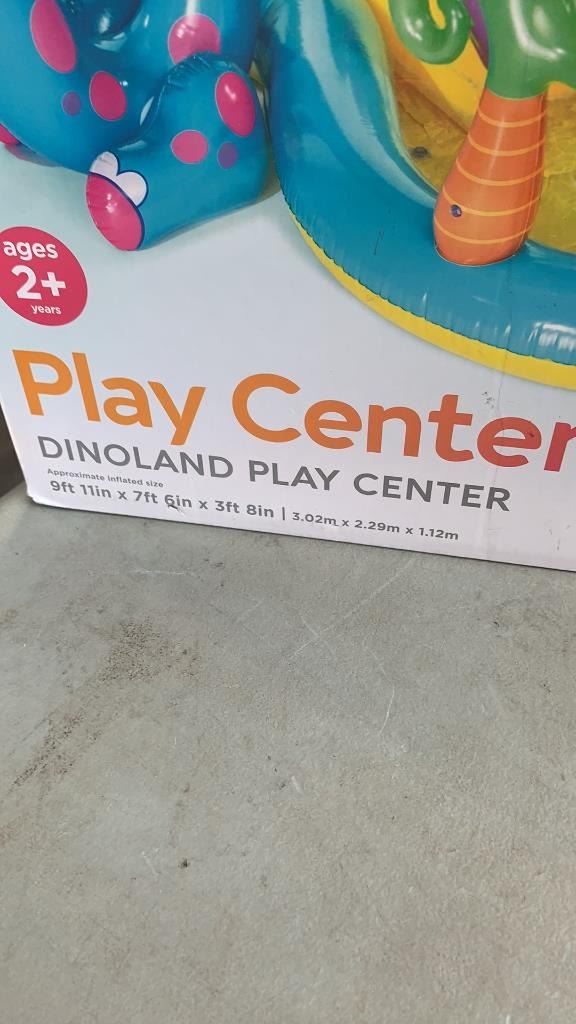 ages
2+
years
Play Center
DINOLAND PLAY CENTER
Approximate inflated size
9ft 11in x 7ft 6in x 3ft 8in | 3.02m x 2.29m x 1.12m